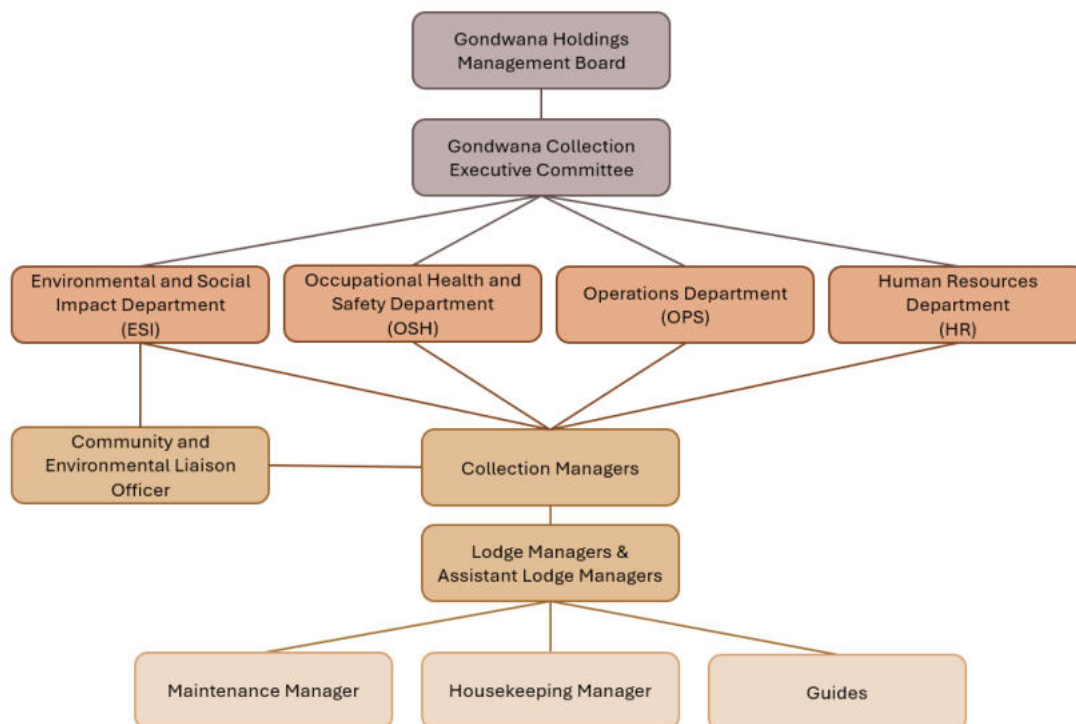 Gondwana Holdings
Management Board
Gondwana Collection
Executive Committee
Environmental and Social
Impact Department
(ESI)
Occupational Health and
Safety Department
(OSH)
Operations Department
(OPS)
Human Resources
Department
(HR)
Community and
Environmental Liaison
Officer
Collection Managers
Lodge Managers &
Assistant Lodge Managers
Maintenance Manager
Housekeeping Manager
Guides